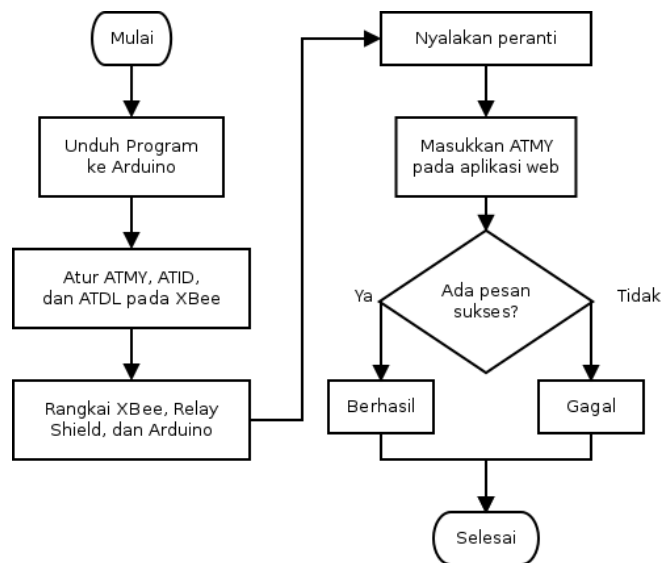 Mulai
Unduh Program
ke Arduino
Atur ATMY, ATID,
dan ATDL pada XBee
Rangkai XBee, Relay
Shield, dan Arduino
Nyalakan peranti
Masukkan ATMY
pada aplikasi web
Ada pesan
sukses?
Ya
Tidak
Berhasil
Gagal
Selesai